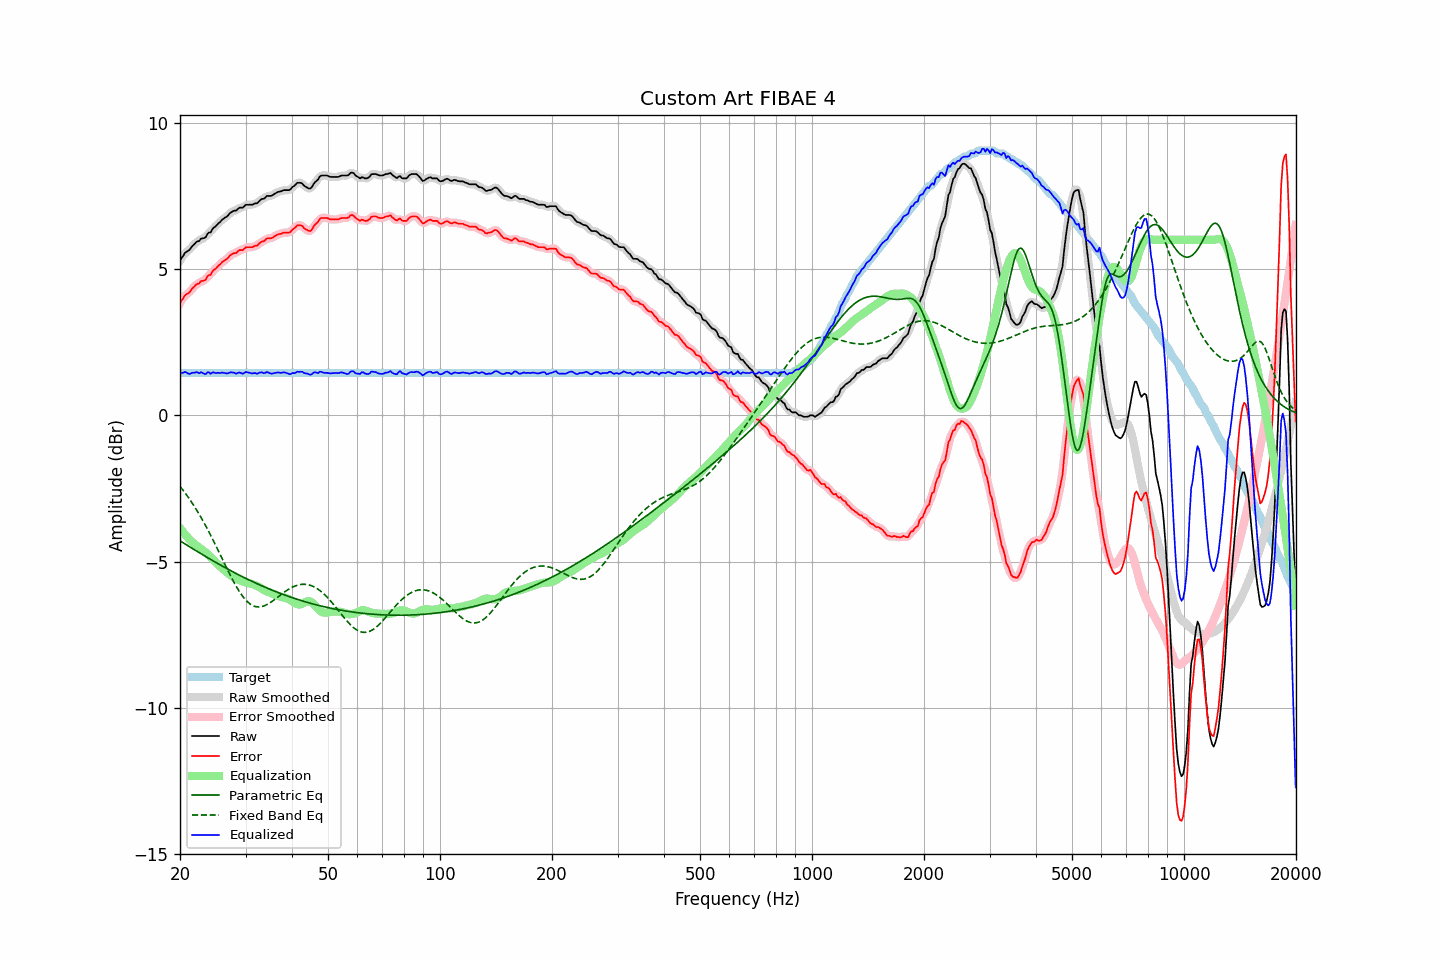 Custom Art FIBAE 4
Amplitude (dBr)
10
5
0
−5
−10
−15
Target
Raw Smoothed
Error Smoothed
Raw
Error
Equalization
Parametric Eq
Fixed Band Eq
Equalized
20 50 100 200 500 1000 2000 5000 10000 20000
Frequency (Hz)